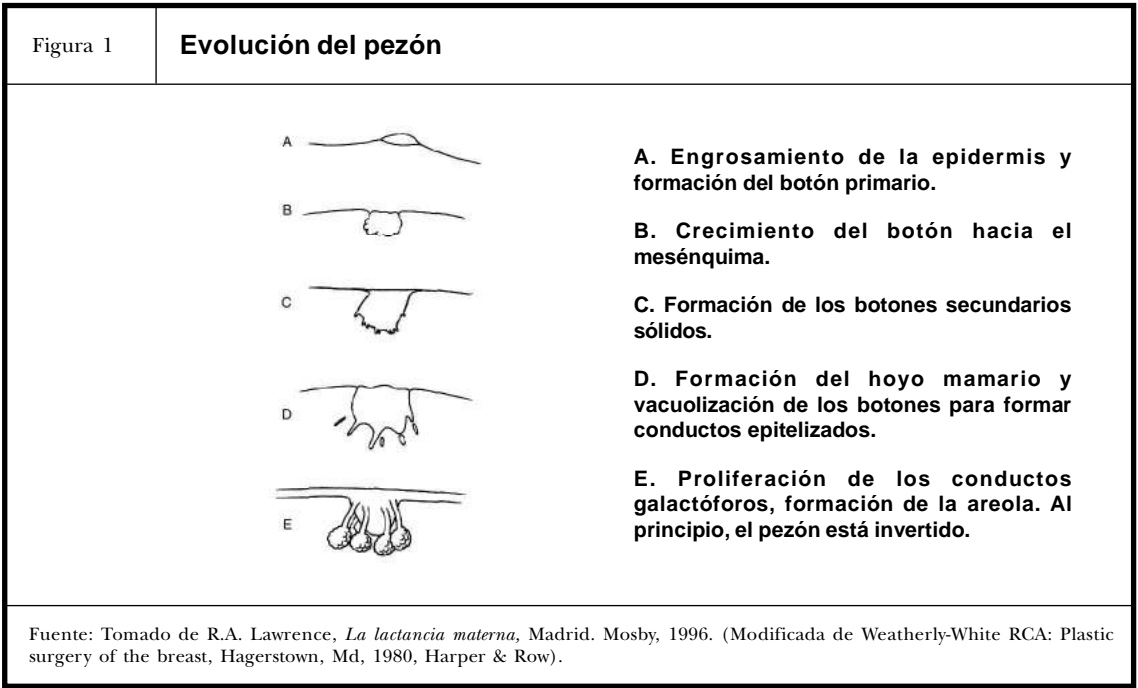 Figura 1
Evolución del pezón
A
B
C
D
E
A. Engrosamiento de la epidermis y
formación del botón primario.
B. Crecimiento del botón hacia el
mesénquima.
C. Formación de los botones secundarios
sólidos.
D. Formación del hoyo mamario y
vacuolización de los botones para formar
conductos epitelizados.
E. Proliferación de los conductos
galactóforos, formación de la areola. Al
principio, el pezón está invertido.
Fuente: Tomado de R.A. Lawrence, La lactancia materna, Madrid. Mosby, 1996. (Modificada de Weatherly-White RCA: Plastic
surgery of the breast, Hagerstown, Md, 1980, Harper & Row).